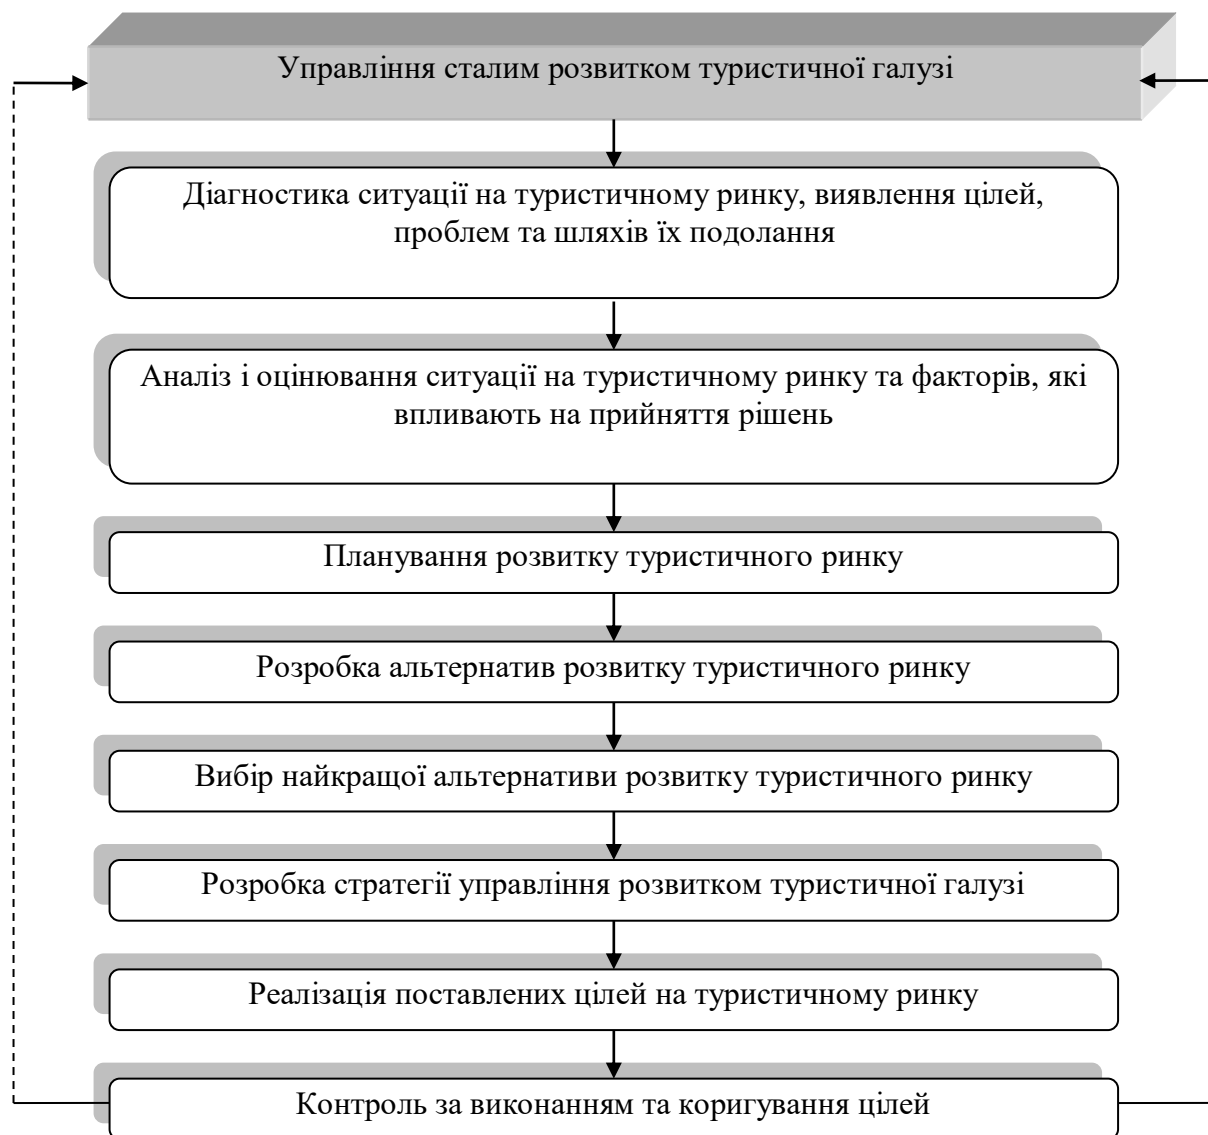 Управління сталим розвитком туристичної галузі
Діагностика ситуації на туристичному ринку, виявлення цілей,
проблем та шляхів їх подолання
Аналіз і оцінювання ситуації на туристичному ринку та факторів, які
впливають на прийняття рішень
Планування розвитку туристичного ринку
Розробка альтернатив розвитку туристичного ринку
Вибір найкращої альтернативи розвитку туристичного ринку
Розробка стратегії управління розвитком туристичної галузі
Реалізація поставлених цілей на туристичному ринку
Контроль за виконанням та коригування цілей